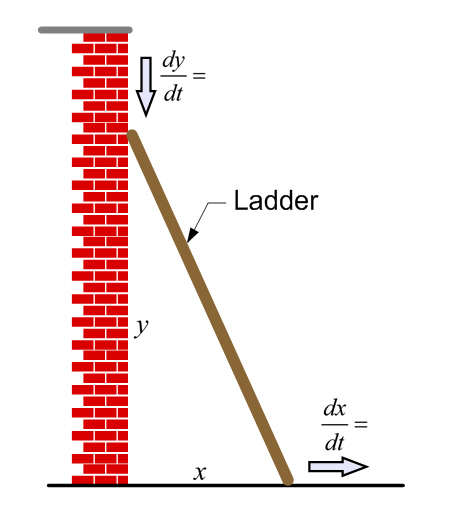 dy/dt =
Ladder
y
dx/dt =
x